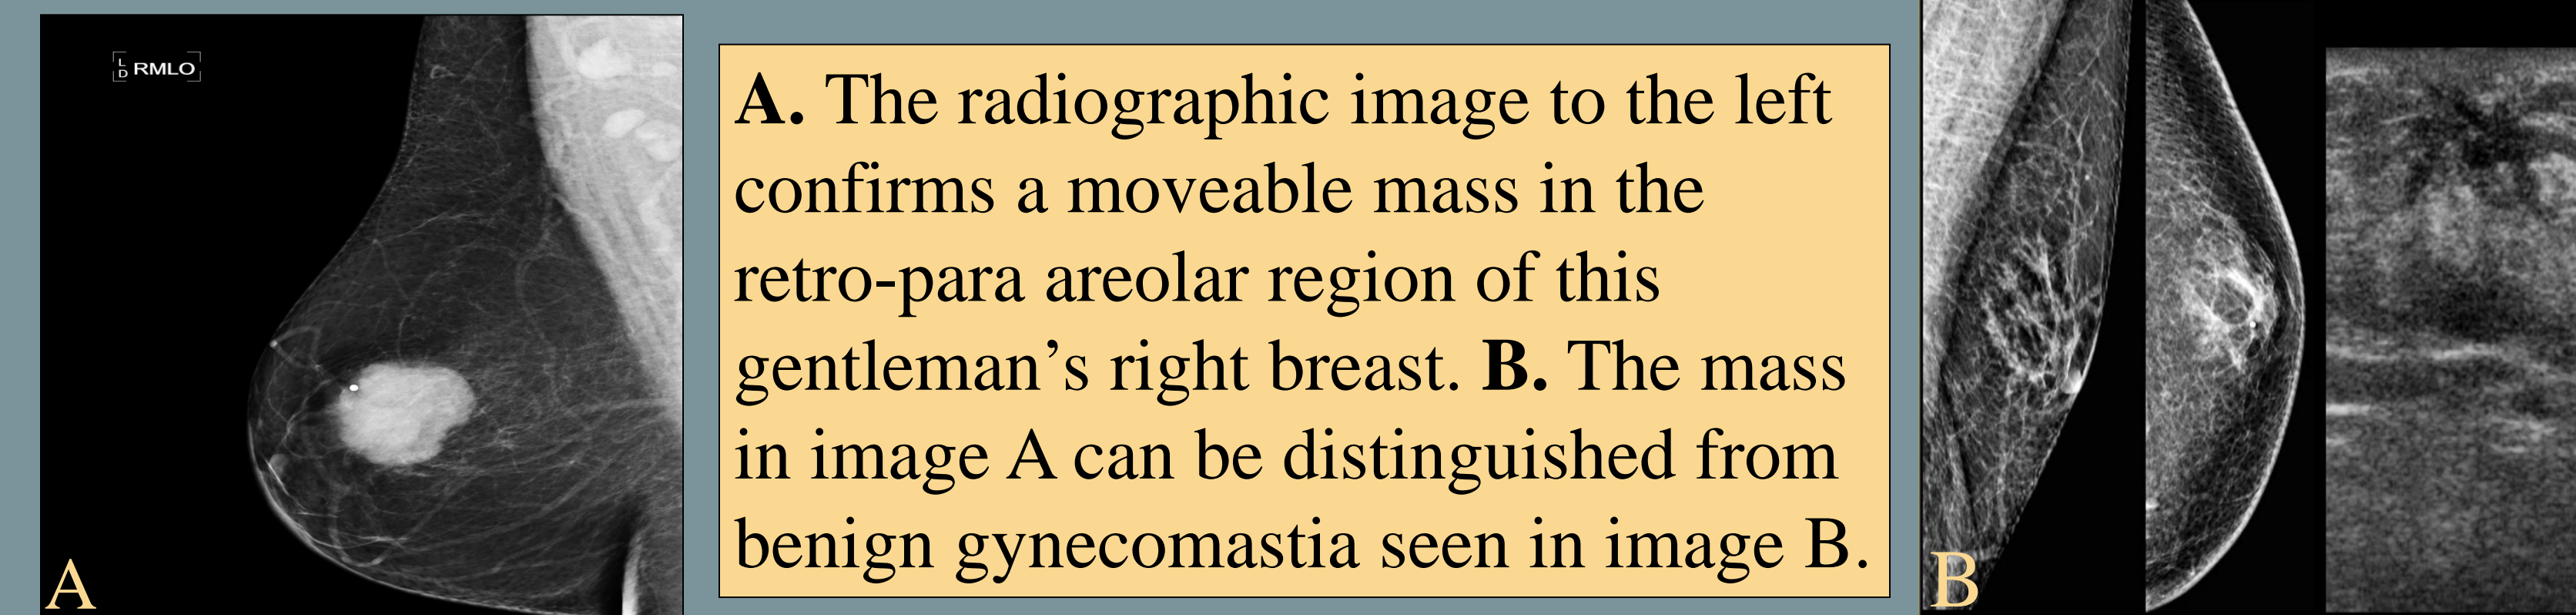 L
D RMLO
A
A. The radiographic image to the left
confirms a moveable mass in the
retro-para areolar region of this
gentleman’s right breast. B. The mass
in image A can be distinguished from
benign gynecomastia seen in image B.
B